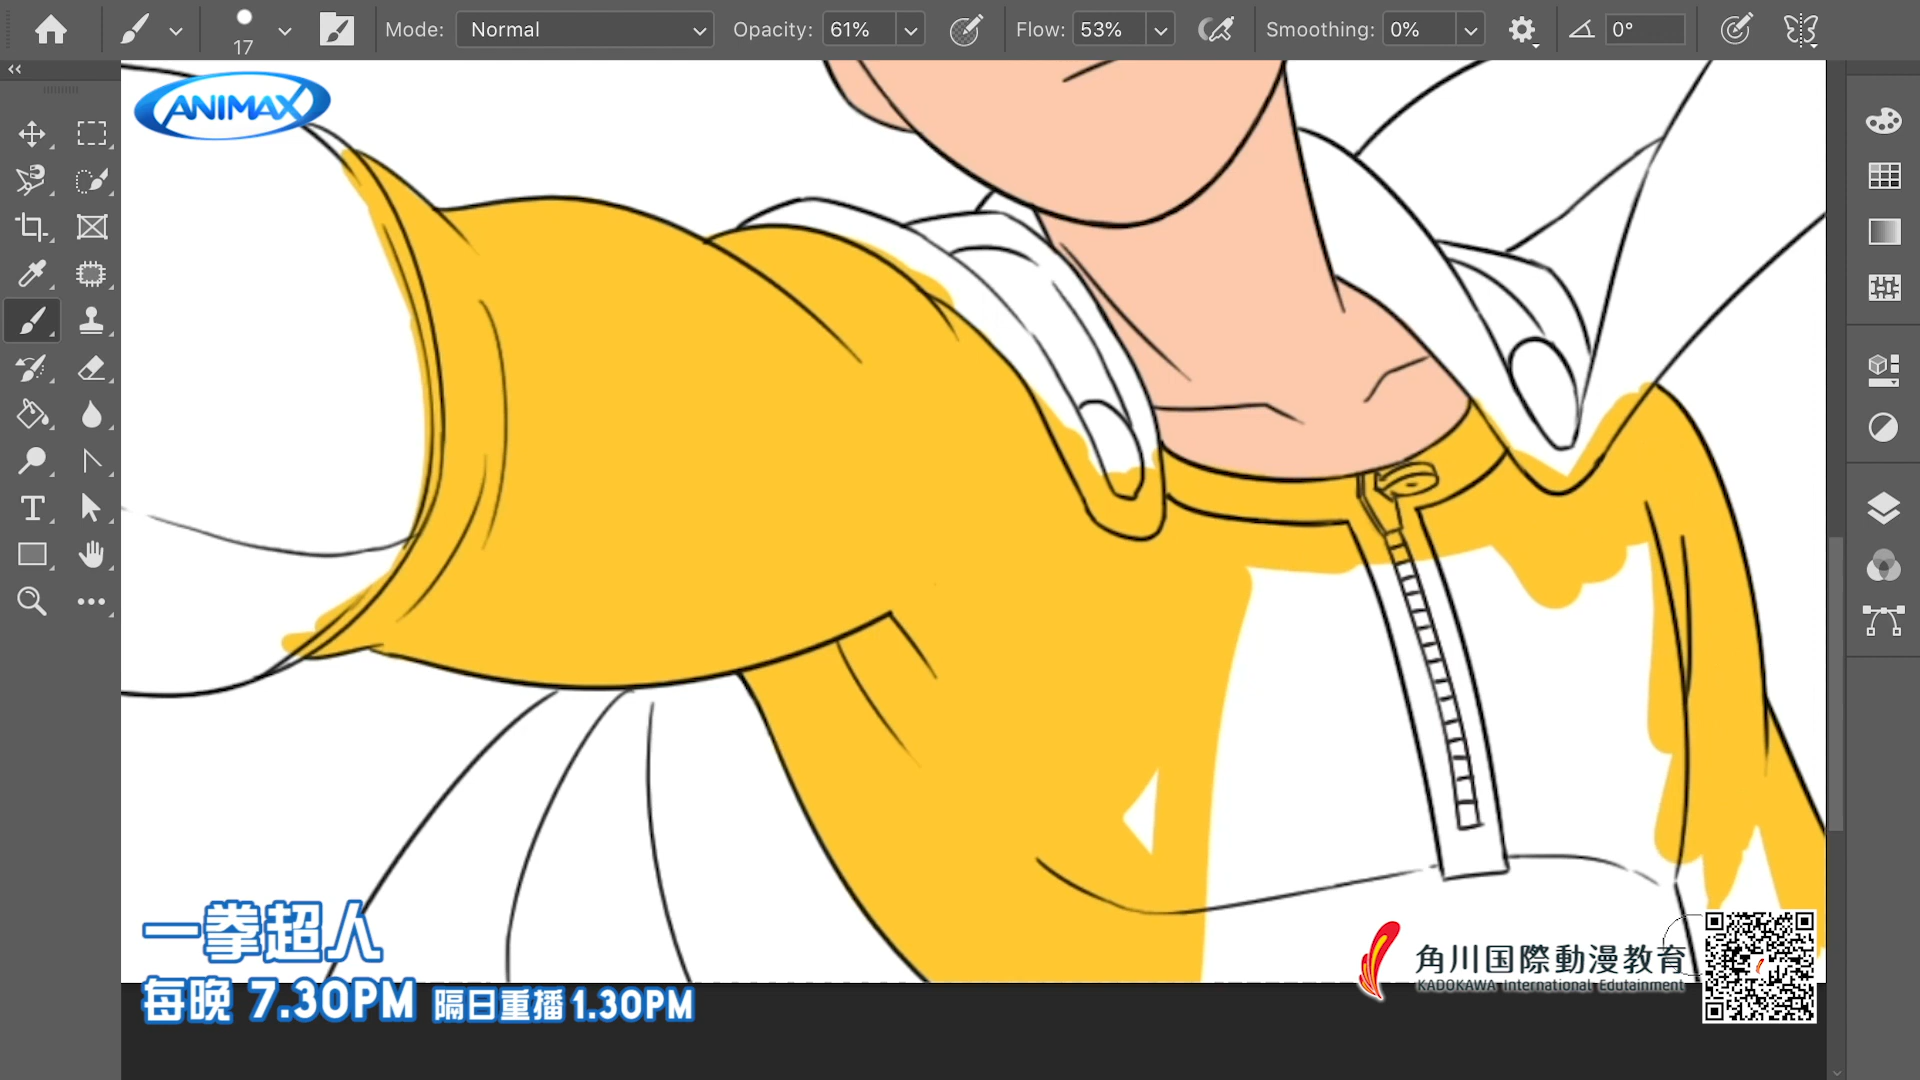 17
Mode: Normal
Opacity: 61%
Flow: 53%
Smoothing: 0%
0°
ANIMAX
一拳超人
每晚 7.30PM 隔日重播 1.30PM
角川国際動漫教育
KADOKAWA International Edutainment